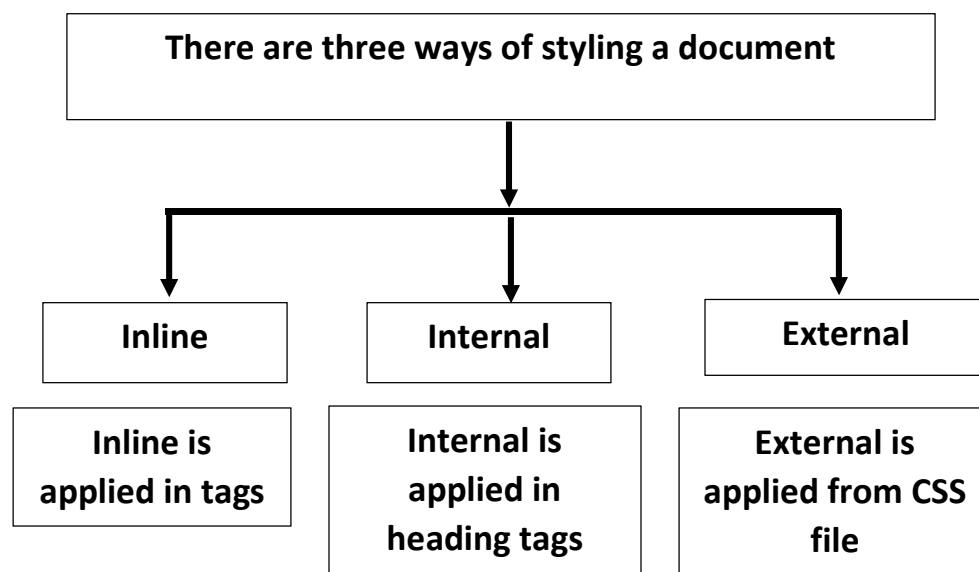 There are three ways of styling a document
Inline
Internal
External
Inline is
applied in tags
Internal is
applied in
heading tags
External is
applied from CSS
file